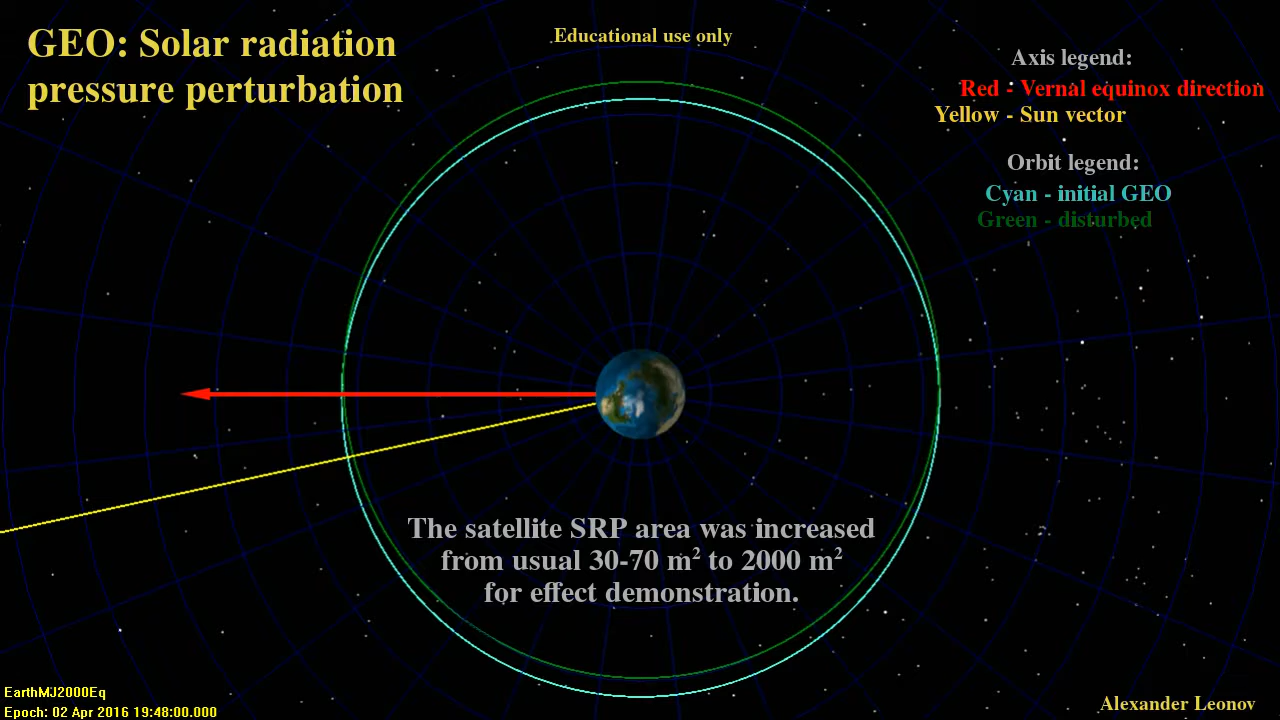 GEO: Solar radiation
pressure perturbation
Educational use only
Axis legend:
Red - Vernal equinox direction
Yellow - Sun vector
Orbit legend:
Cyan - initial GEO
Green - disturbed
The satellite SRP area was increased
from usual 30-70 m² to 2000 m²
for effect demonstration.
EarthMJ2000Eq
Epoch: 02 Apr 2016 19:48:00.000
Alexander Leonov